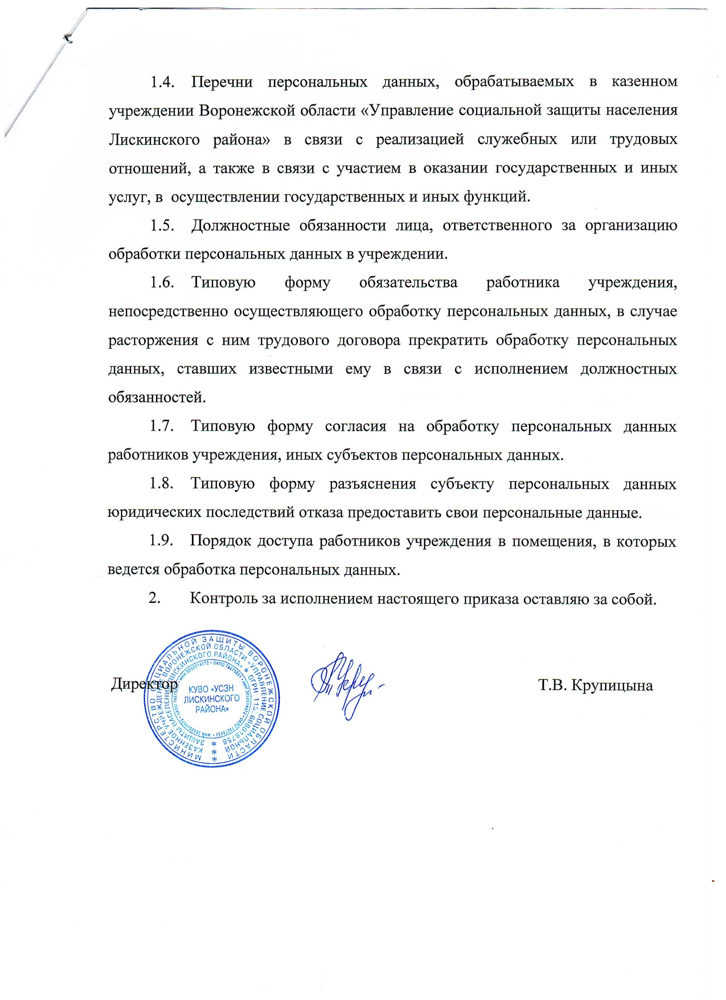 1.4. Перечни персональных данных, обрабатываемых в казенном
учреждении Воронежской области «Управление социальной защиты населения
Лискинского района» в связи с реализацией служебных или трудовых
отношений, а также в связи с участием в оказании государственных и иных
услуг, в осуществлении государственных и иных функций.
1.5. Должностные обязанности лица, ответственного за организацию
обработки персональных данных в учреждении.
1.6. Типовую форму обязательства работника учреждения,
непосредственно осуществляющего обработку персональных данных, в случае
расторжения с ним трудового договора прекратить обработку персональных
данных, ставших известными ему в связи с исполнением должностных
обязанностей.
1.7. Типовую форму согласия на обработку персональных данных
работников учреждения, иных субъектов персональных данных.
1.8. Типовую форму разъяснения субъекту персональных данных
юридических последствий отказа предоставить свои персональные данные.
1.9. Порядок доступа работников учреждения в помещения, в которых
ведется обработка персональных данных.
2. Контроль за исполнением настоящего приказа оставляю за собой.
Директор
Т.В. Крупицына
МИНИСТЕРСТВО СОЦИАЛЬНОЙ ЗАЩИТЫ ВОРОНЕЖСКОЙ ОБЛАСТИ
КАЗЕННОЕ УЧРЕЖДЕНИЕ ВОРОНЕЖСКОЙ ОБЛАСТИ «УПРАВЛЕНИЕ СОЦИАЛЬНОЙ
ЗАЩИТЫ НАСЕЛЕНИЯ ЛИСКИНСКОГО РАЙОНА» * ОГРН
ИНН 3652014072 • ОКПО 79275651
КУВО «УСЗН
ЛИСКИНСКОГО
РАЙОНА»